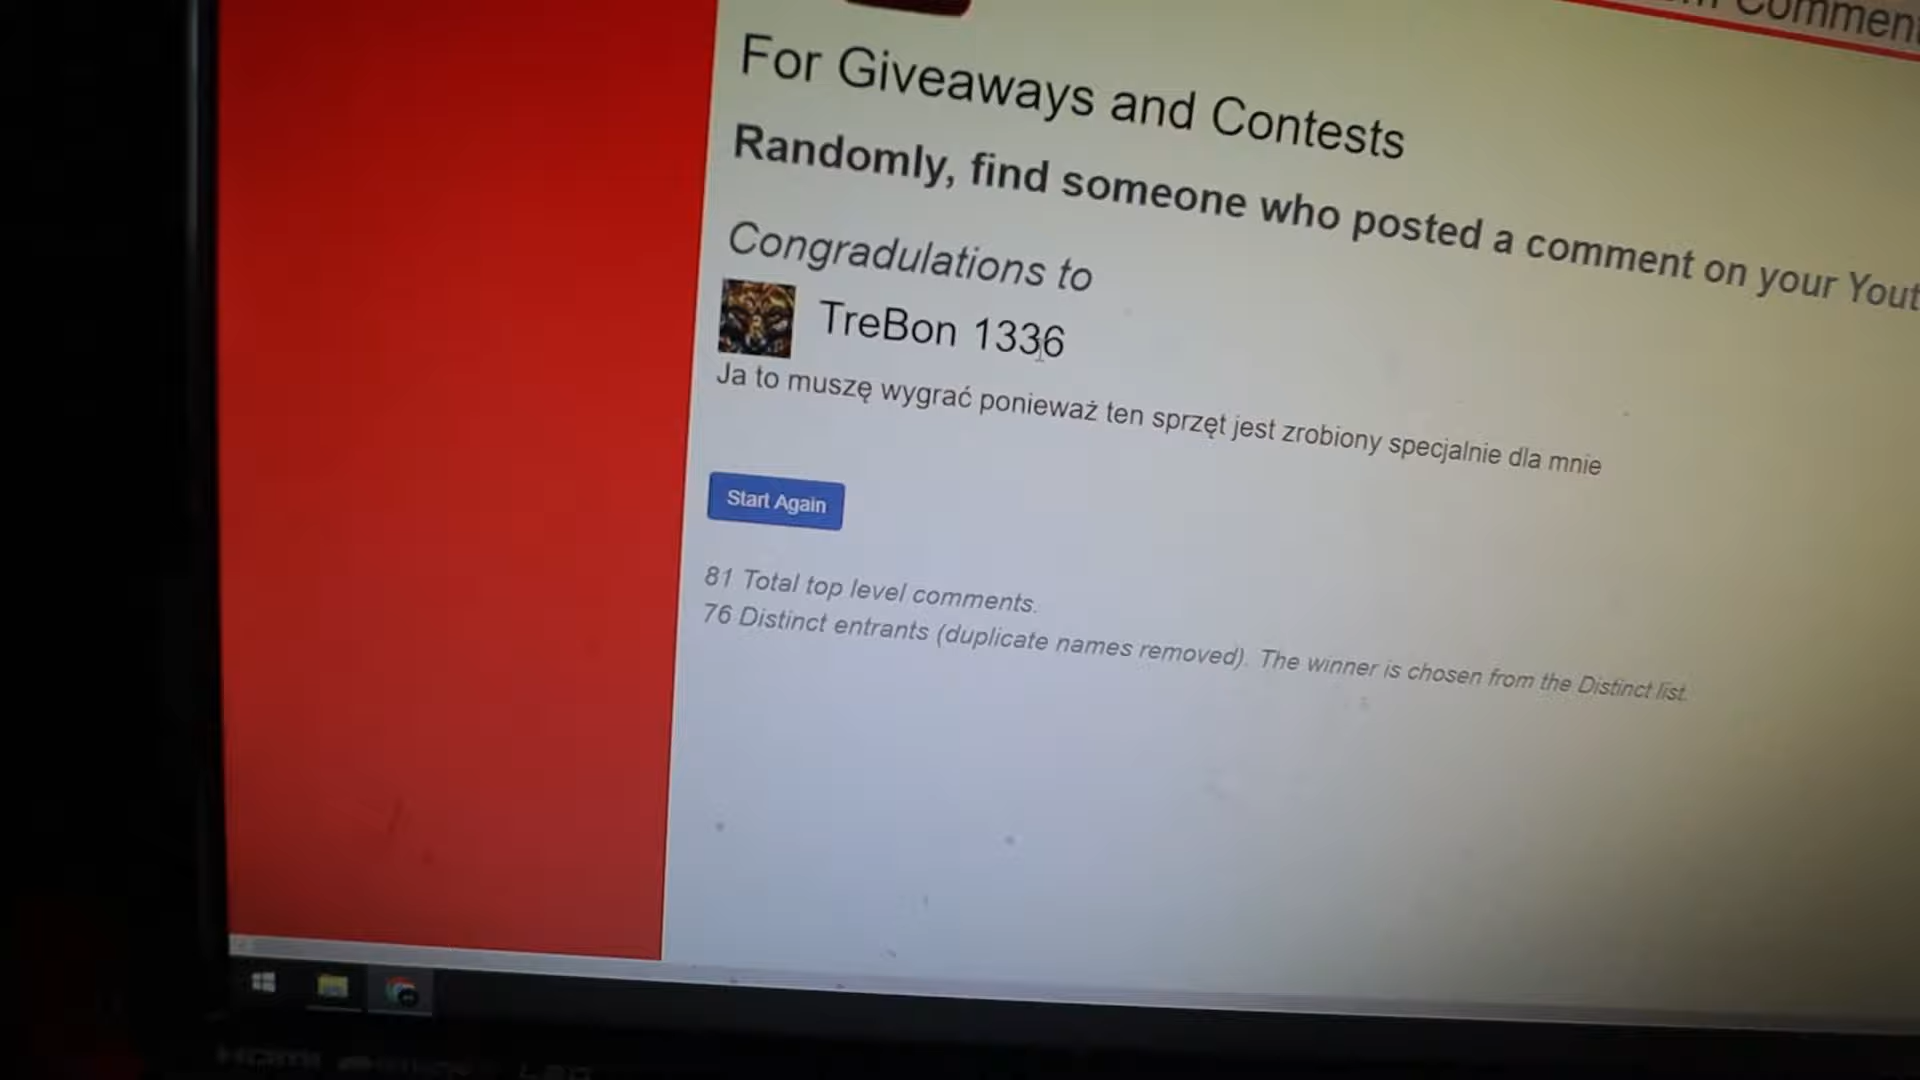 Comment
For Giveaways and Contests
Randomly, find someone who posted a comment on your Yout
Congradulations to
TreBon 1336
Ja to muszę wygrać ponieważ ten sprzęt jest zrobiony specjalnie dla mnie
Start Again
81 Total top level comments.
76 Distinct entrants (duplicate names removed). The winner is chosen from the Distinct list.